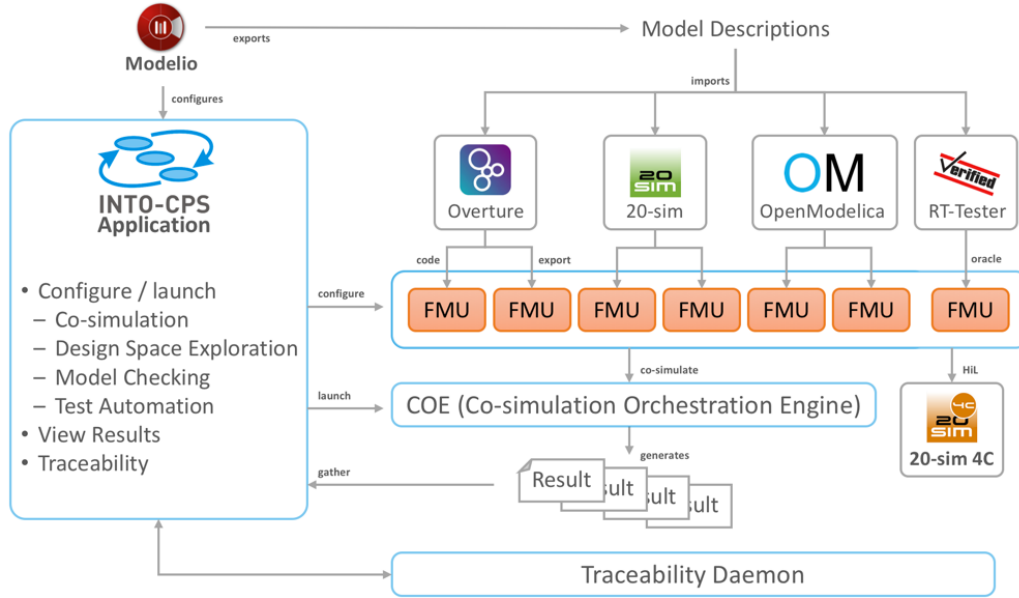 Modelio
exports
Model Descriptions
configures
imports
INTO-CPS
Application
• Configure / launch
– Co-simulation
– Design Space Exploration
– Model Checking
– Test Automation
• View Results
• Traceability
Overture
20
SIM
20-sim
OM
OpenModelica
Verified
RT-Tester
code
export
oracle
configure
FMU
FMU
FMU
FMU
FMU
FMU
FMU
co-simulate
HiL
launch
COE (Co-simulation Orchestration Engine)
4C
20
SIM
20-sim 4C
generates
gather
Result
sult
sult
sult
Traceability Daemon